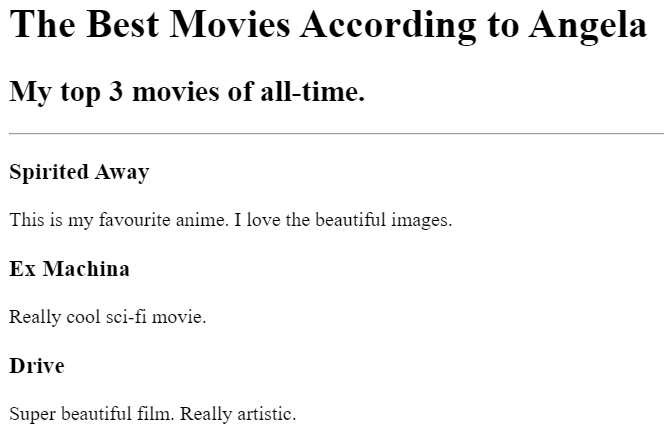 The Best Movies According to Angela
My top 3 movies of all-time.
Spirited Away
This is my favourite anime. I love the beautiful images.
Ex Machina
Really cool sci-fi movie.
Drive
Super beautiful film. Really artistic.